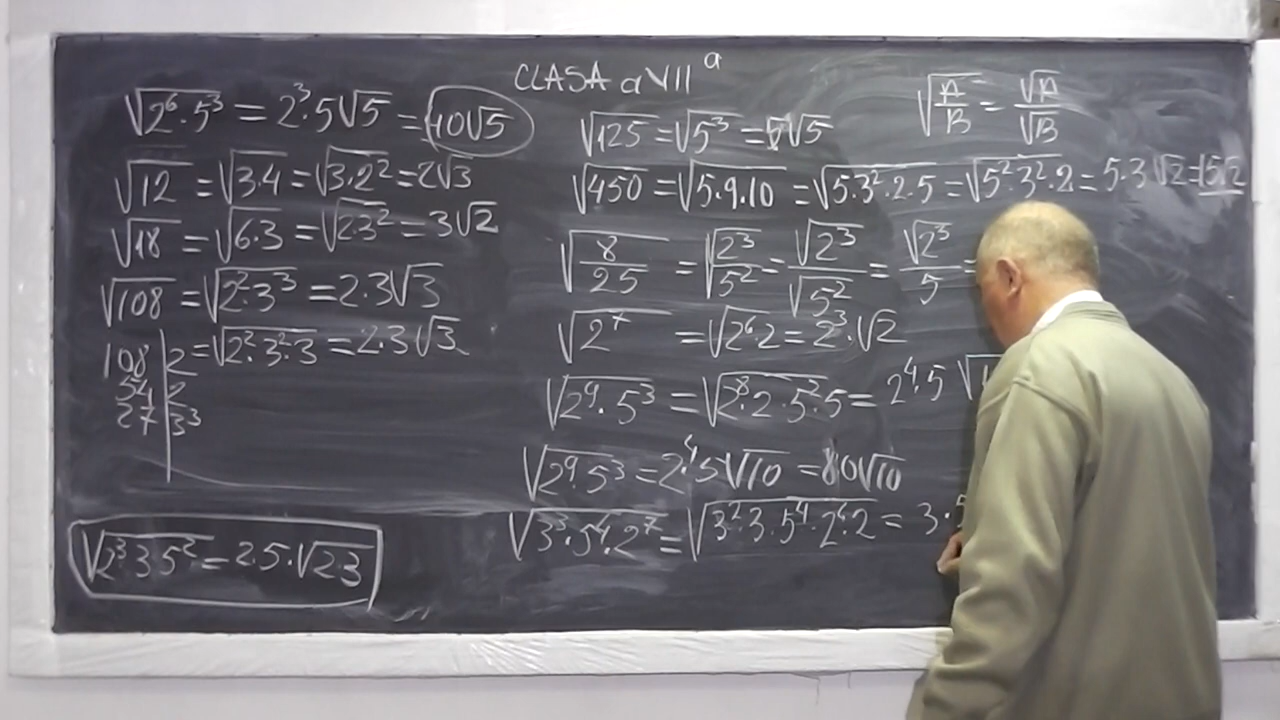 CLASA a VII a
√(2⁶·5³) = 2³·5√5 = 40√5
√12 = √(3·4) = √(3·2²) = 2√3
√18 = √(6·3) = √(2·3²) = 3√2
√108 = √(2²·3³) = 2·3√3
= √(2²·3²·3) = 2·3√3
108 | 2
54 | 2
27 | 3³
√(2³·3·5²) = 2·5·√(2·3)
√(A/B) = √A/√B
√125 = √5³ = 5√5
√450 = √(5·9·10) = √(5·3²·2·5) = √(5²·3²·2) = 5·3√2 = 15√2
√(8/25) = √(2³/5²) = √2³/√5² = √2³/5 =
√2⁷ = √(2⁶·2) = 2³·√2
√(2⁹·5³) = √(2⁸·2·5²·5) = 2⁴·5√
√(2⁹·5³) = 2⁴·5√10 = 80√10
√(3³·5⁴·2⁷) = √(3²·3·5⁴·2⁶·2) = 3·